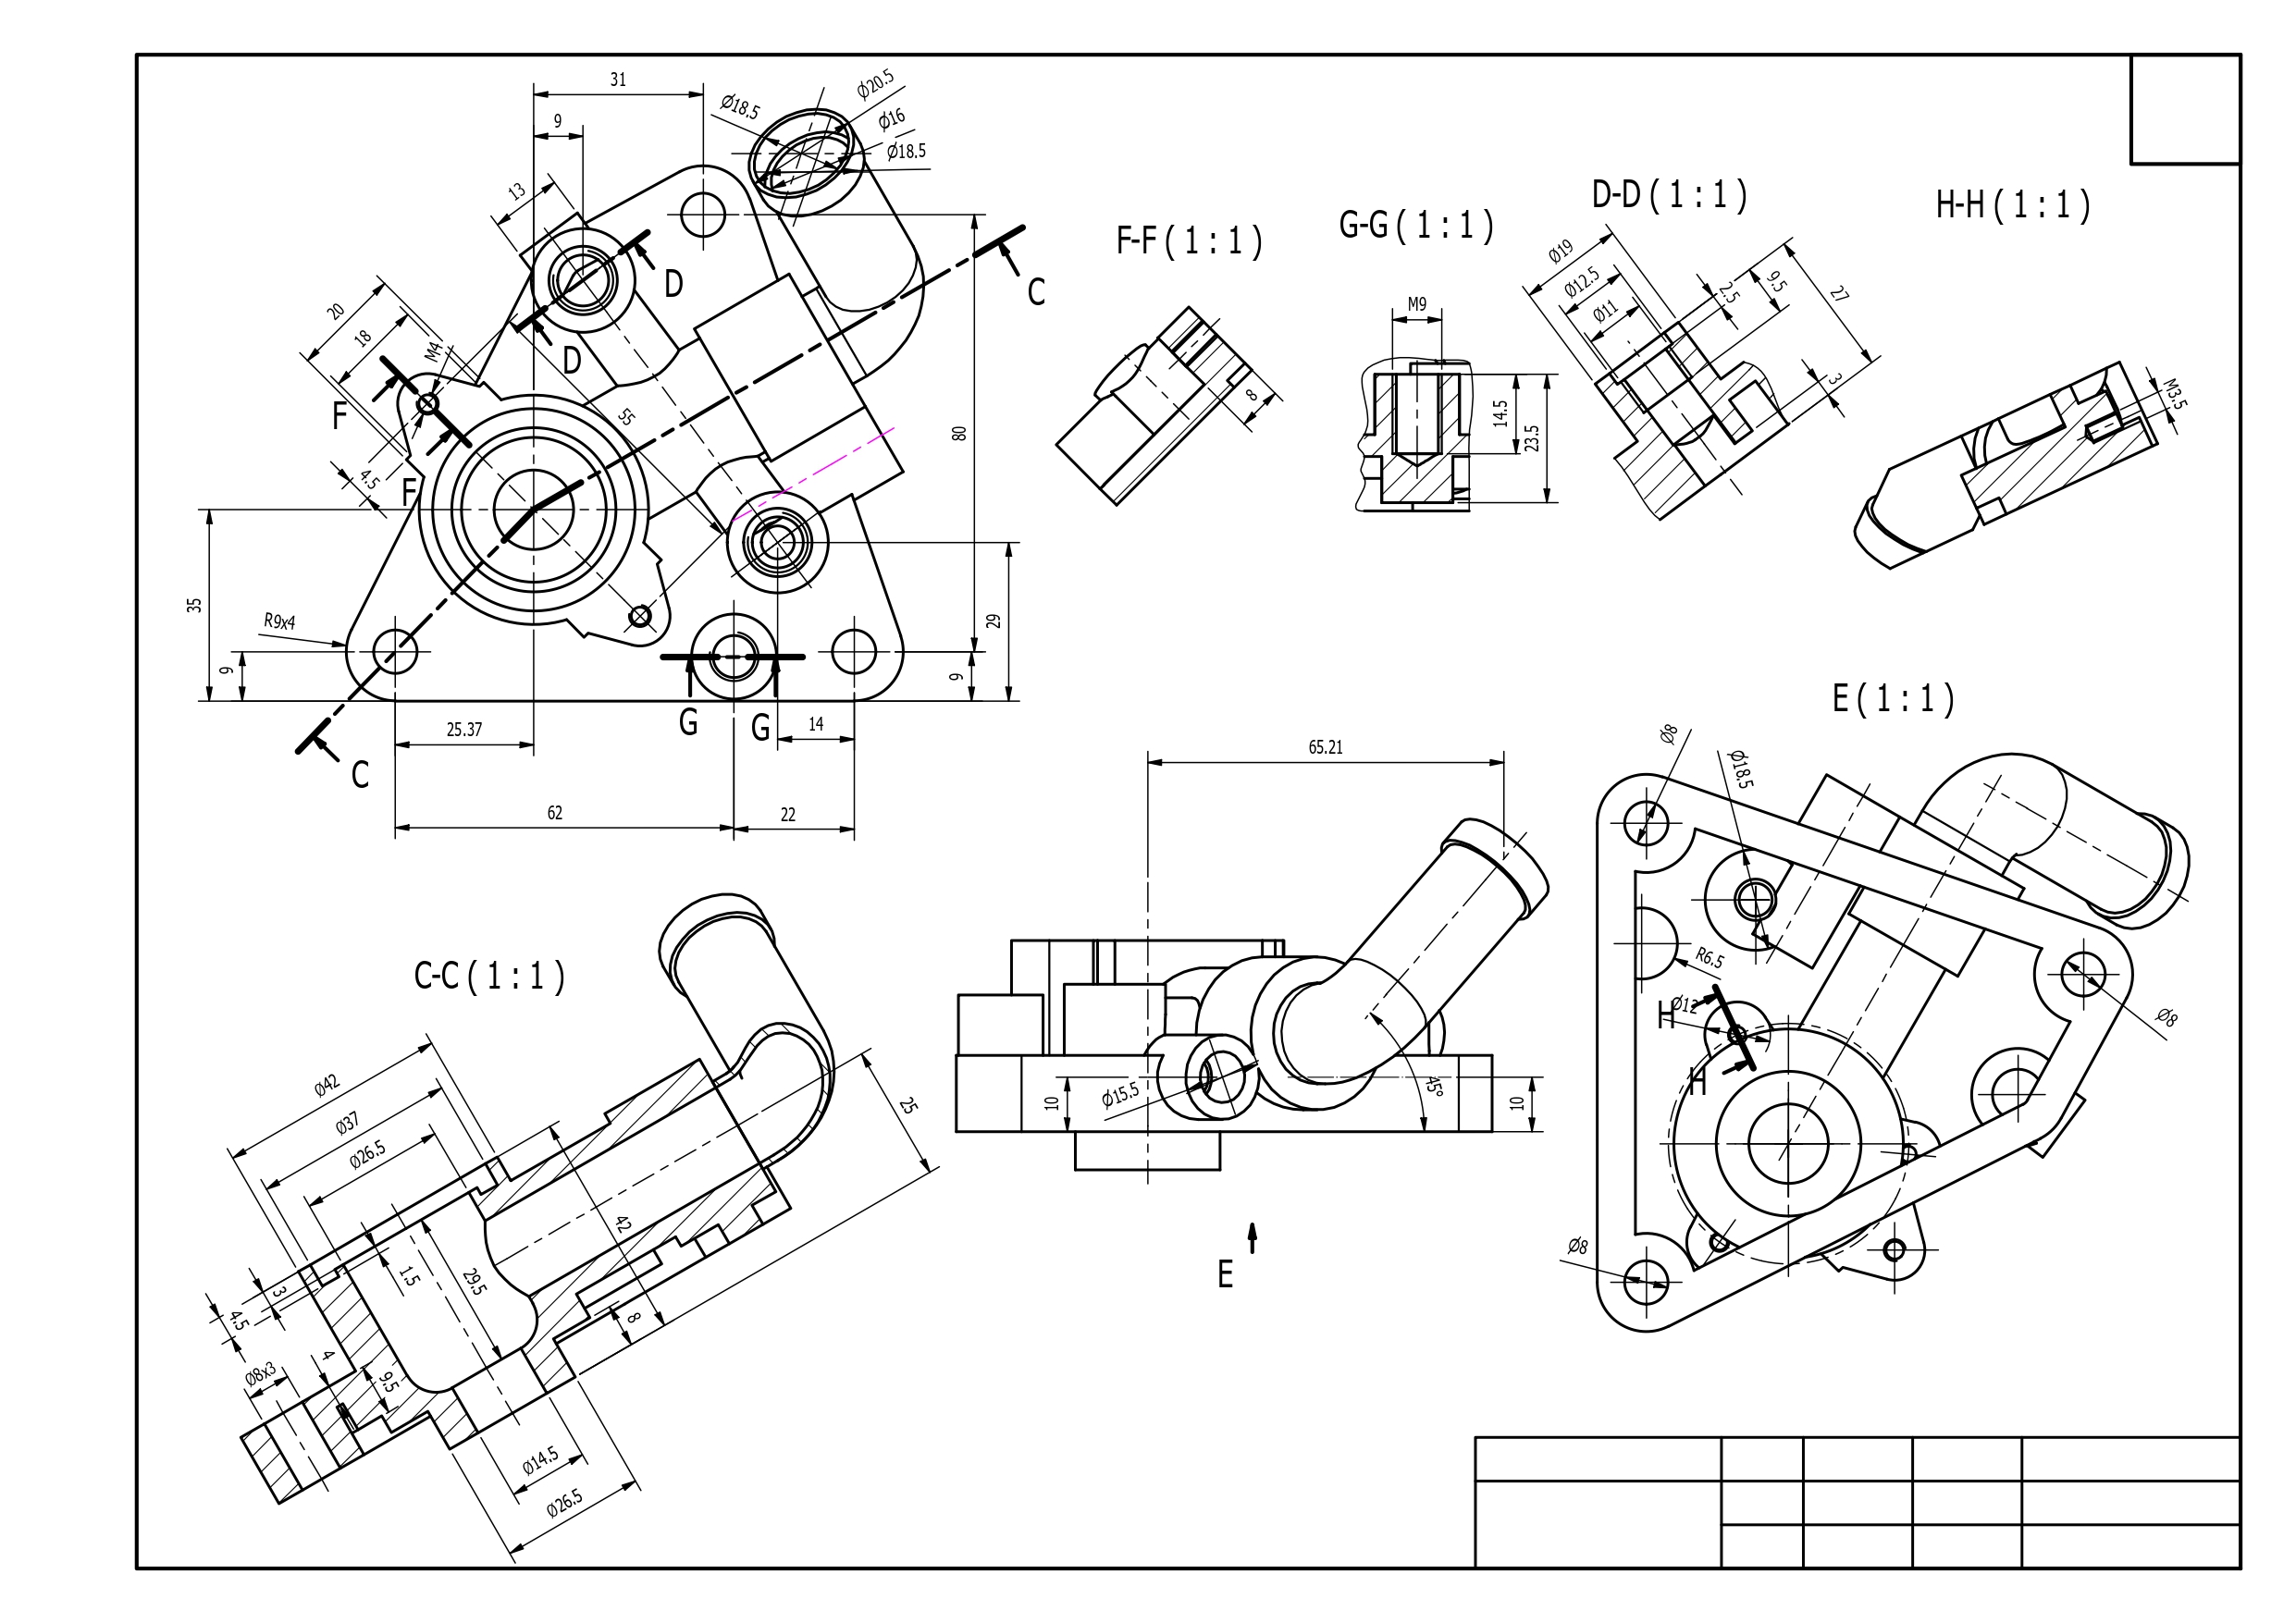 31
9
13
Ø18.5
Ø20.5
Ø16
Ø18.5
20
18
M4
F
4.5
F
D
D
C
55
80
35
R9x4
9
29
9
25.37
G
G
14
C
62
22
F-F(1:1)
8
G-G(1:1)
M9
14.5
23.5
D-D(1:1)
Ø19
Ø12.5
Ø11
2.5
9.5
27
3
H-H(1:1)
M3.5
C-C(1:1)
Ø42
Ø37
Ø26.5
25
42
1.5
29.5
3
4.5
8
Ø8x3
4
9.5
Ø14.5
Ø26.5
65.21
10
Ø15.5
45°
10
E
E(1:1)
Ø8
Ø18.5
R6.5
H
Ø12
H
Ø8
Ø8